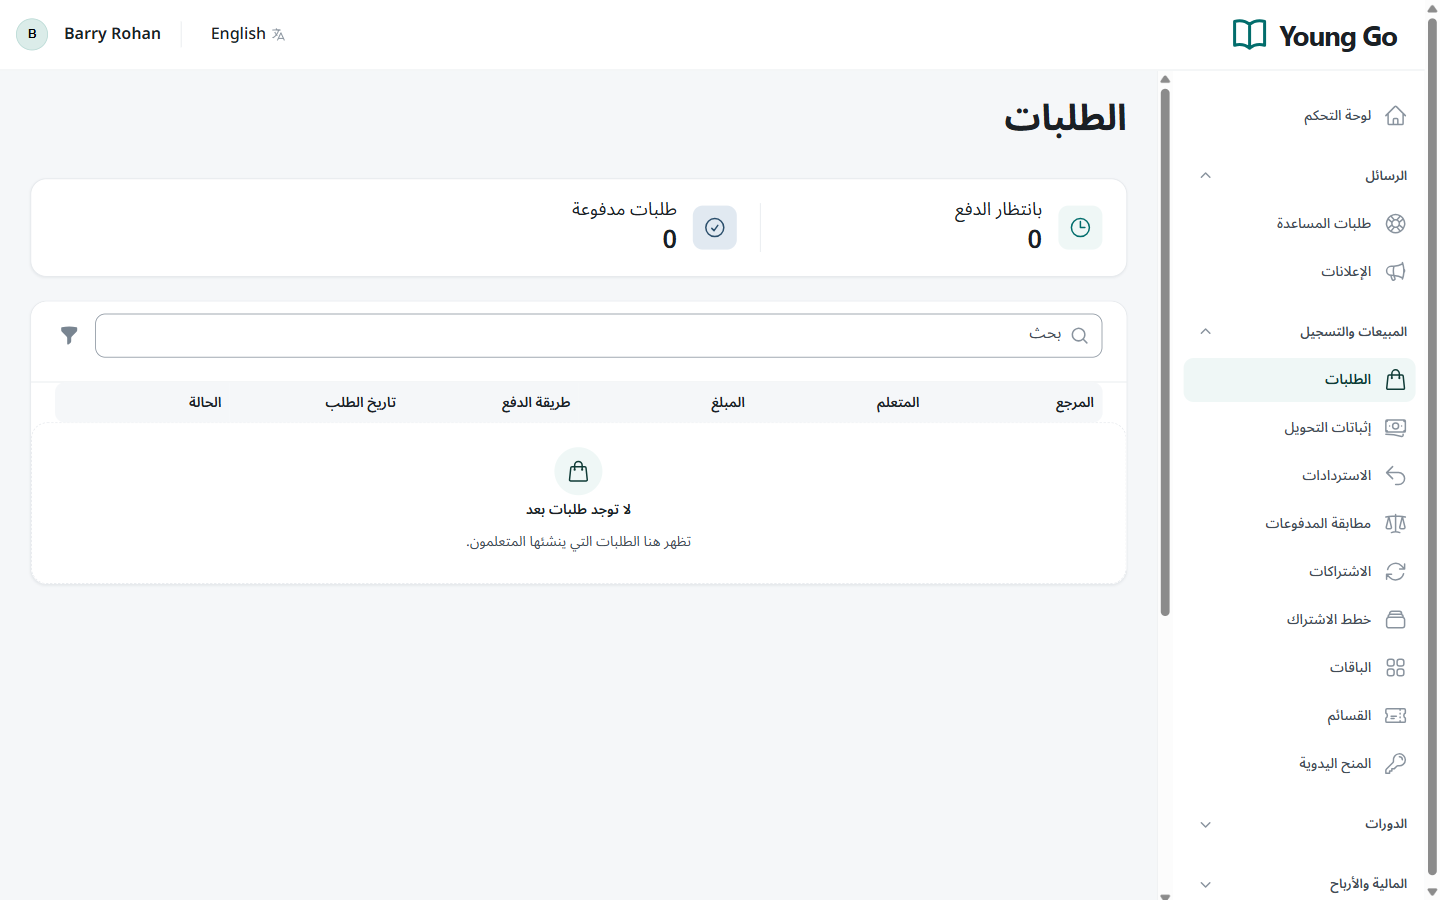 Young Go
English
Barry Rohan
B
لوحة التحكم
الرسائل
طلبات المساعدة
الإعلانات
المبيعات والتسجيل
الطلبات
إثباتات التحويل
الاستردادات
مطابقة المدفوعات
الاشتراكات
خطط الاشتراك
الباقات
القسائم
المنح اليدوية
الدورات
المالية والأرباح
الطلبات
بانتظار الدفع
0
طلبات مدفوعة
0
بحث
المرجع المتعلم المبلغ طريقة الدفع تاريخ الطلب الحالة
لا توجد طلبات بعد
تظهر هنا الطلبات التي ينشئها المتعلمون.